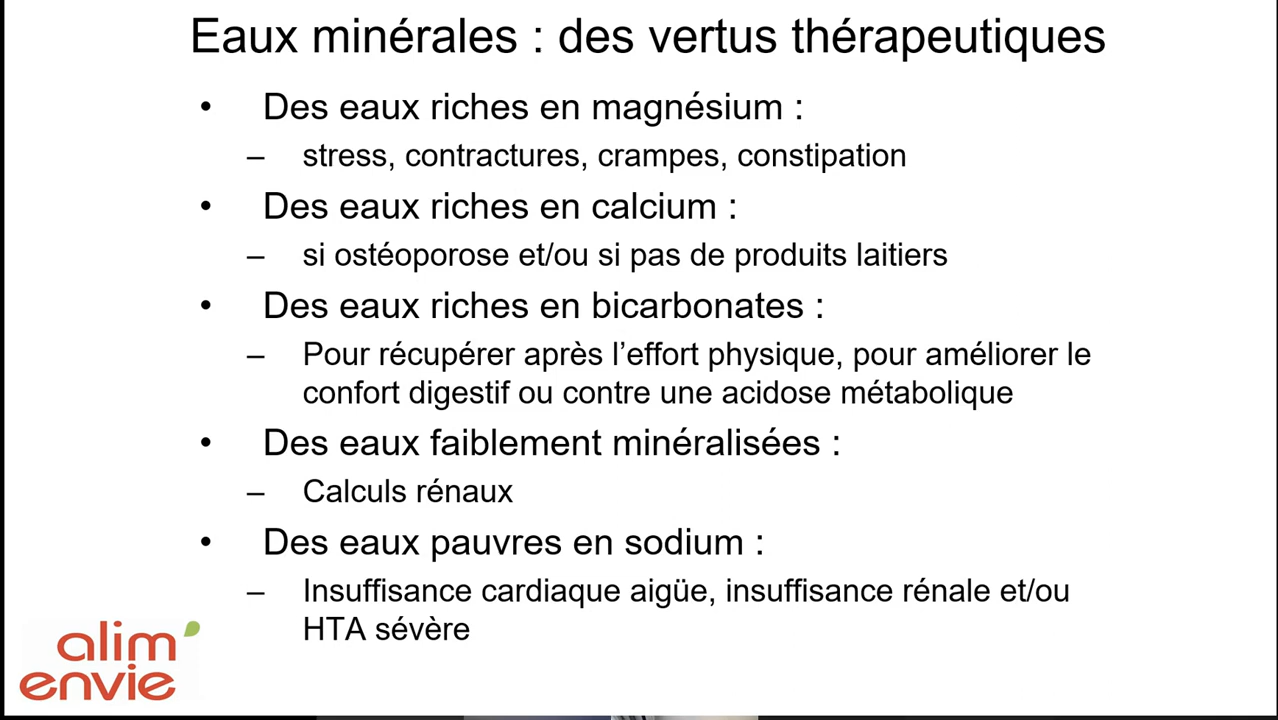 Eaux minérales : des vertus thérapeutiques
• Des eaux riches en magnésium :
– stress, contractures, crampes, constipation
• Des eaux riches en calcium :
– si ostéoporose et/ou si pas de produits laitiers
• Des eaux riches en bicarbonates :
– Pour récupérer après l’effort physique, pour améliorer le
confort digestif ou contre une acidose métabolique
• Des eaux faiblement minéralisées :
– Calculs rénaux
• Des eaux pauvres en sodium :
– Insuffisance cardiaque aigüe, insuffisance rénale et/ou
HTA sévère
alim'
envie